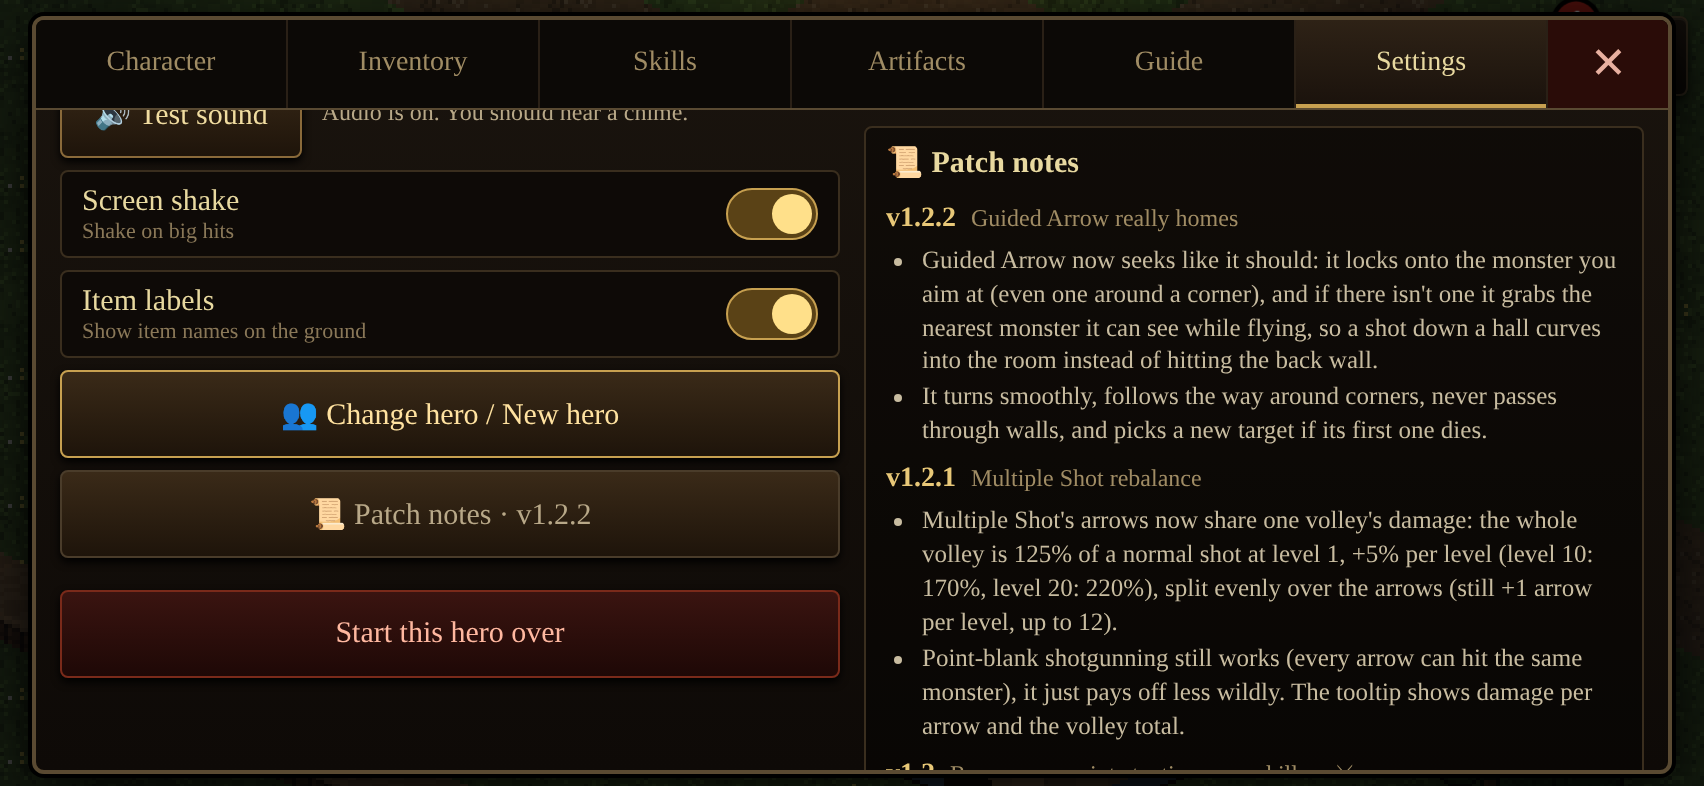 Character
Inventory
Skills
Artifacts
Guide
Settings
Test sound
Audio is on. You should hear a chime.
Screen shake
Shake on big hits
Item labels
Show item names on the ground
Change hero / New hero
Patch notes · v1.2.2
Start this hero over
Patch notes
v1.2.2 Guided Arrow really homes
• Guided Arrow now seeks like it should: it locks onto the monster you
aim at (even one around a corner), and if there isn't one it grabs the
nearest monster it can see while flying, so a shot down a hall curves
into the room instead of hitting the back wall.
• It turns smoothly, follows the way around corners, never passes
through walls, and picks a new target if its first one dies.
v1.2.1 Multiple Shot rebalance
• Multiple Shot's arrows now share one volley's damage: the whole
volley is 125% of a normal shot at level 1, +5% per level (level 10:
170%, level 20: 220%), split evenly over the arrows (still +1 arrow
per level, up to 12).
• Point-blank shotgunning still works (every arrow can hit the same
monster), it just pays off less wildly. The tooltip shows damage per
arrow and the volley total.